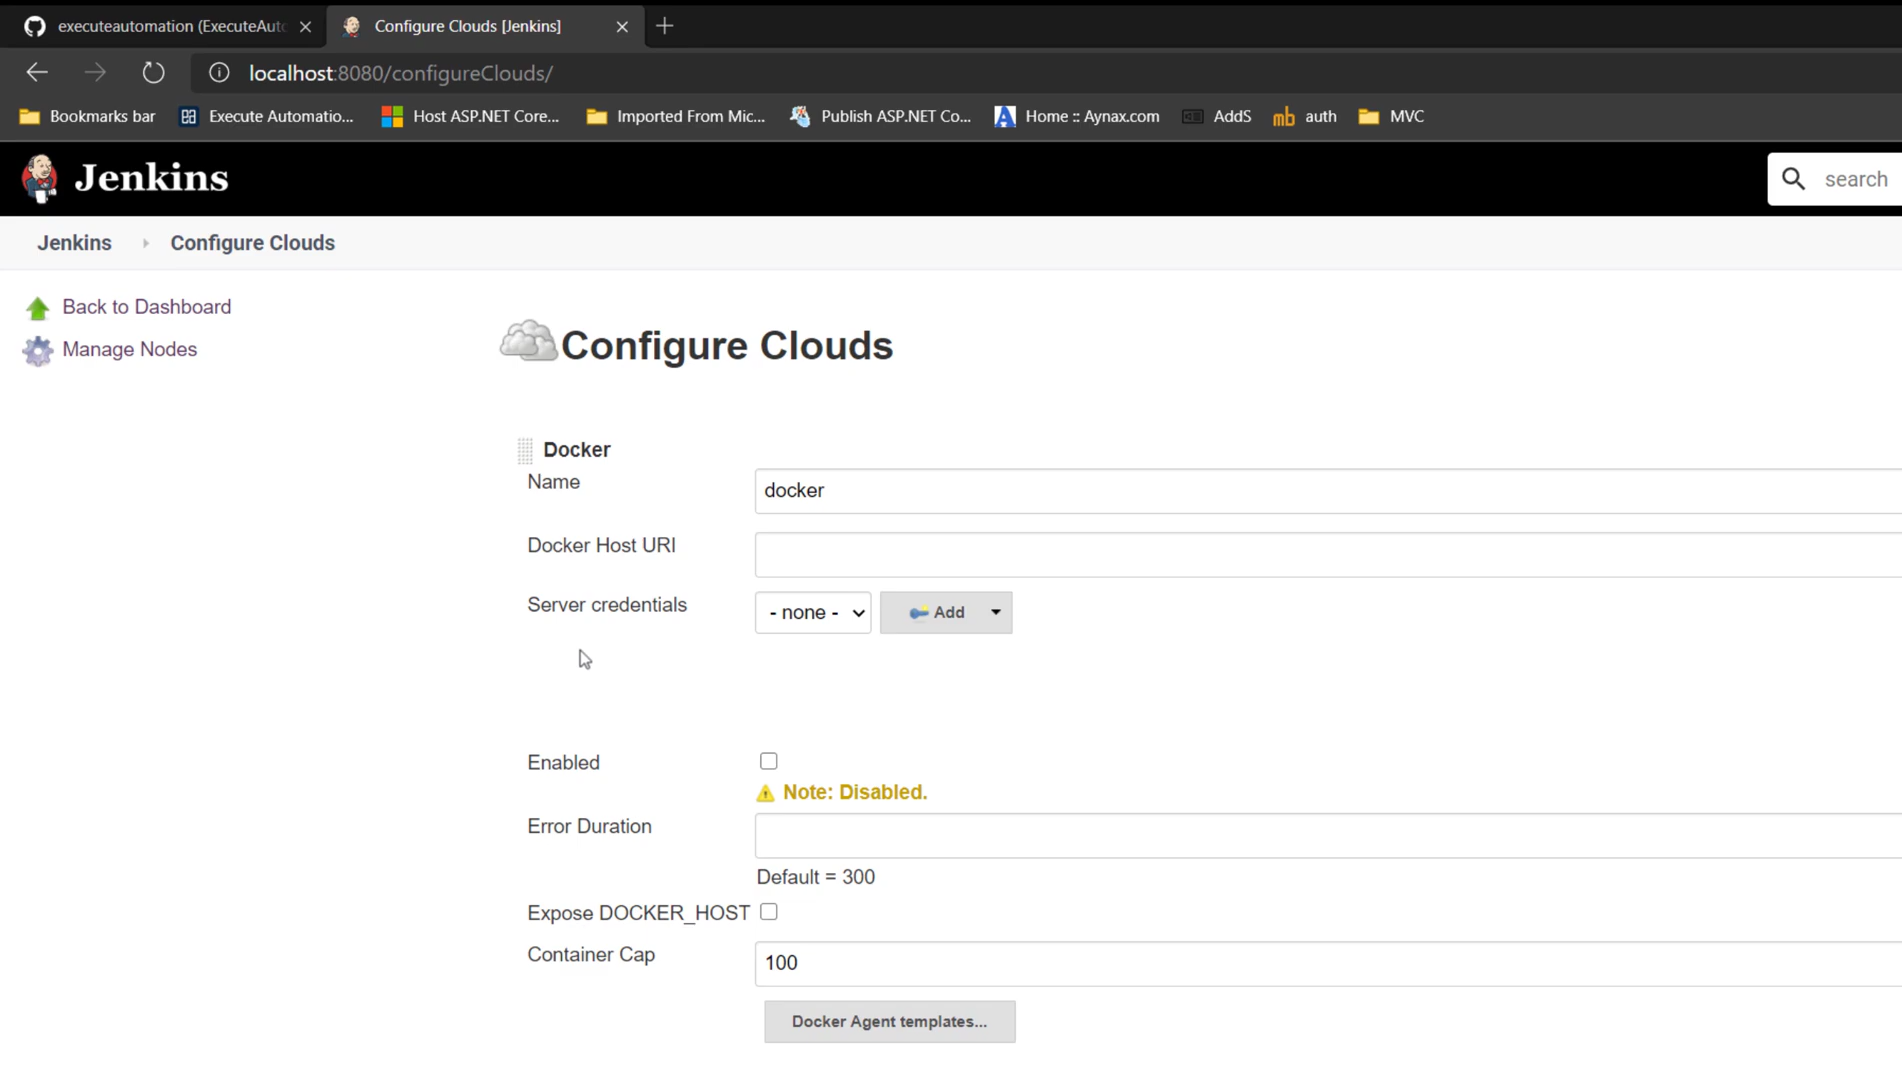 executeautomation (ExecuteAuto
Configure Clouds [Jenkins]
localhost:8080/configureClouds/
Bookmarks bar
Execute Automatio...
Host ASP.NET Core...
Imported From Mic...
Publish ASP.NET Co...
Home :: Aynax.com
AddS
mb auth
MVC
Jenkins
search
Jenkins
Configure Clouds
Back to Dashboard
Manage Nodes
Configure Clouds
Docker
Name
docker
Docker Host URI
Server credentials
- none -
Add
Enabled
Note: Disabled.
Error Duration
Default = 300
Expose DOCKER_HOST
Container Cap
100
Docker Agent templates...